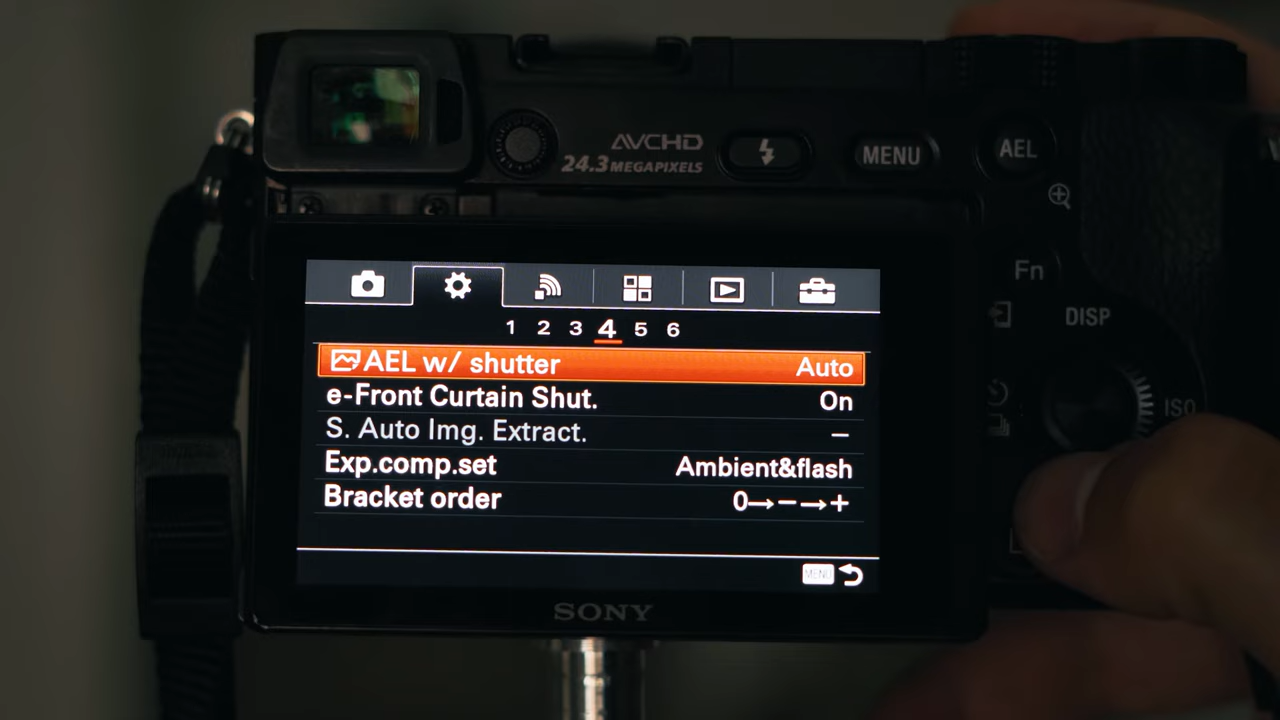 AVCHD
24.3 MEGAPIXELS
MENU
AEL
Fn
DISP
ISO
1 2 3 4 5 6
AEL w/ shutter Auto
e-Front Curtain Shut. On
S. Auto Img. Extract. –
Exp.comp.set Ambient&flash
Bracket order 0→−→+
MENU
SONY